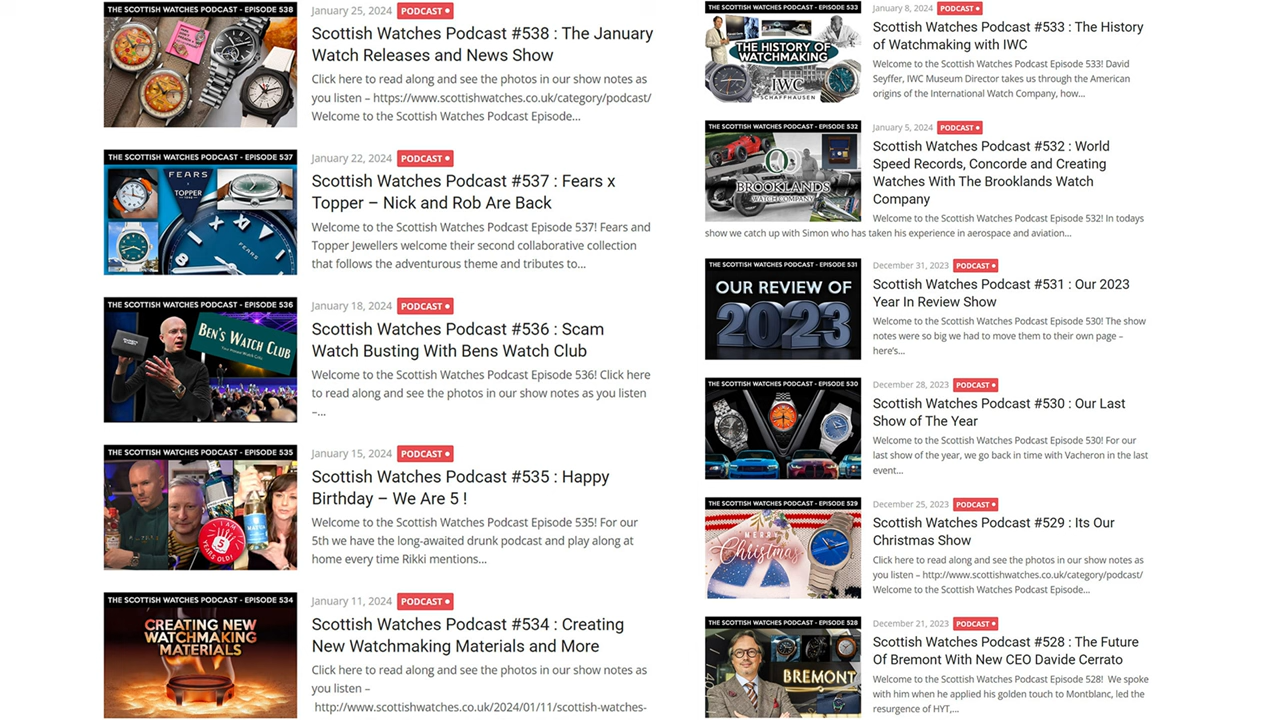 THE SCOTTISH WATCHES PODCAST - EPISODE 538
January 25, 2024 PODCAST
Scottish Watches Podcast #538 : The January
Watch Releases and News Show
Click here to read along and see the photos in our show notes as
you listen – https://www.scottishwatches.co.uk/category/podcast/
Welcome to the Scottish Watches Podcast Episode...
THE SCOTTISH WATCHES PODCAST - EPISODE 537
FEARS
TOPPER
FEARS
January 22, 2024 PODCAST
Scottish Watches Podcast #537 : Fears x
Topper – Nick and Rob Are Back
Welcome to the Scottish Watches Podcast Episode 537! Fears and
Topper Jewellers welcome their second collaborative collection
that follows the adventurous theme and tributes to...
THE SCOTTISH WATCHES PODCAST - EPISODE 536
BEN'S WATCH CLUB
January 18, 2024 PODCAST
Scottish Watches Podcast #536 : Scam
Watch Busting With Bens Watch Club
Welcome to the Scottish Watches Podcast Episode 536! Click here
to read along and see the photos in our show notes as you listen
–...
THE SCOTTISH WATCHES PODCAST - EPISODE 535
I AM
5
YEARS OLD!
January 15, 2024 PODCAST
Scottish Watches Podcast #535 : Happy
Birthday – We Are 5 !
Welcome to the Scottish Watches Podcast Episode 535! For our
5th we have the long-awaited drunk podcast and play along at
home every time Rikki mentions...
THE SCOTTISH WATCHES PODCAST - EPISODE 534
CREATING NEW
WATCHMAKING
MATERIALS
January 11, 2024 PODCAST
Scottish Watches Podcast #534 : Creating
New Watchmaking Materials and More
Click here to read along and see the photos in our show notes as
you listen –
http://www.scottishwatches.co.uk/2024/01/11/scottish-watches-
THE SCOTTISH WATCHES PODCAST - EPISODE 533
THE HISTORY OF
WATCHMAKING
IWC
SCHAFFHAUSEN
January 8, 2024 PODCAST
Scottish Watches Podcast #533 : The History
of Watchmaking with IWC
Welcome to the Scottish Watches Podcast Episode 533! David
Seyffer, IWC Museum Director takes us through the American
origins of the International Watch Company, how...
THE SCOTTISH WATCHES PODCAST - EPISODE 532
BROOKLANDS
WATCH COMPANY
January 5, 2024 PODCAST
Scottish Watches Podcast #532 : World
Speed Records, Concorde and Creating
Watches With The Brooklands Watch
Company
Welcome to the Scottish Watches Podcast Episode 532! In todays
show we catch up with Simon who has taken his experience in aerospace and aviation...
THE SCOTTISH WATCHES PODCAST - EPISODE 531
OUR REVIEW OF
2023
December 31, 2023 PODCAST
Scottish Watches Podcast #531 : Our 2023
Year In Review Show
Welcome to the Scottish Watches Podcast Episode 530! The show
notes were so big we had to move them to their own page –
here's...
THE SCOTTISH WATCHES PODCAST - EPISODE 530
December 28, 2023 PODCAST
Scottish Watches Podcast #530 : Our Last
Show of The Year
Welcome to the Scottish Watches Podcast Episode 530! For our
last show of the year, we go back in time with Vacheron in the last
event...
THE SCOTTISH WATCHES PODCAST - EPISODE 529
MERRY
Christmas
December 25, 2023 PODCAST
Scottish Watches Podcast #529 : Its Our
Christmas Show
Click here to read along and see the photos in our show notes as
you listen – http://www.scottishwatches.co.uk/category/podcast/
Welcome to the Scottish Watches Podcast Episode...
THE SCOTTISH WATCHES PODCAST - EPISODE 528
BREMONT
December 21, 2023 PODCAST
Scottish Watches Podcast #528 : The Future
Of Bremont With New CEO Davide Cerrato
Welcome to the Scottish Watches Podcast Episode 528! We spoke
with him when he applied his golden touch to Montblanc, led the
resurgence of HYT,...